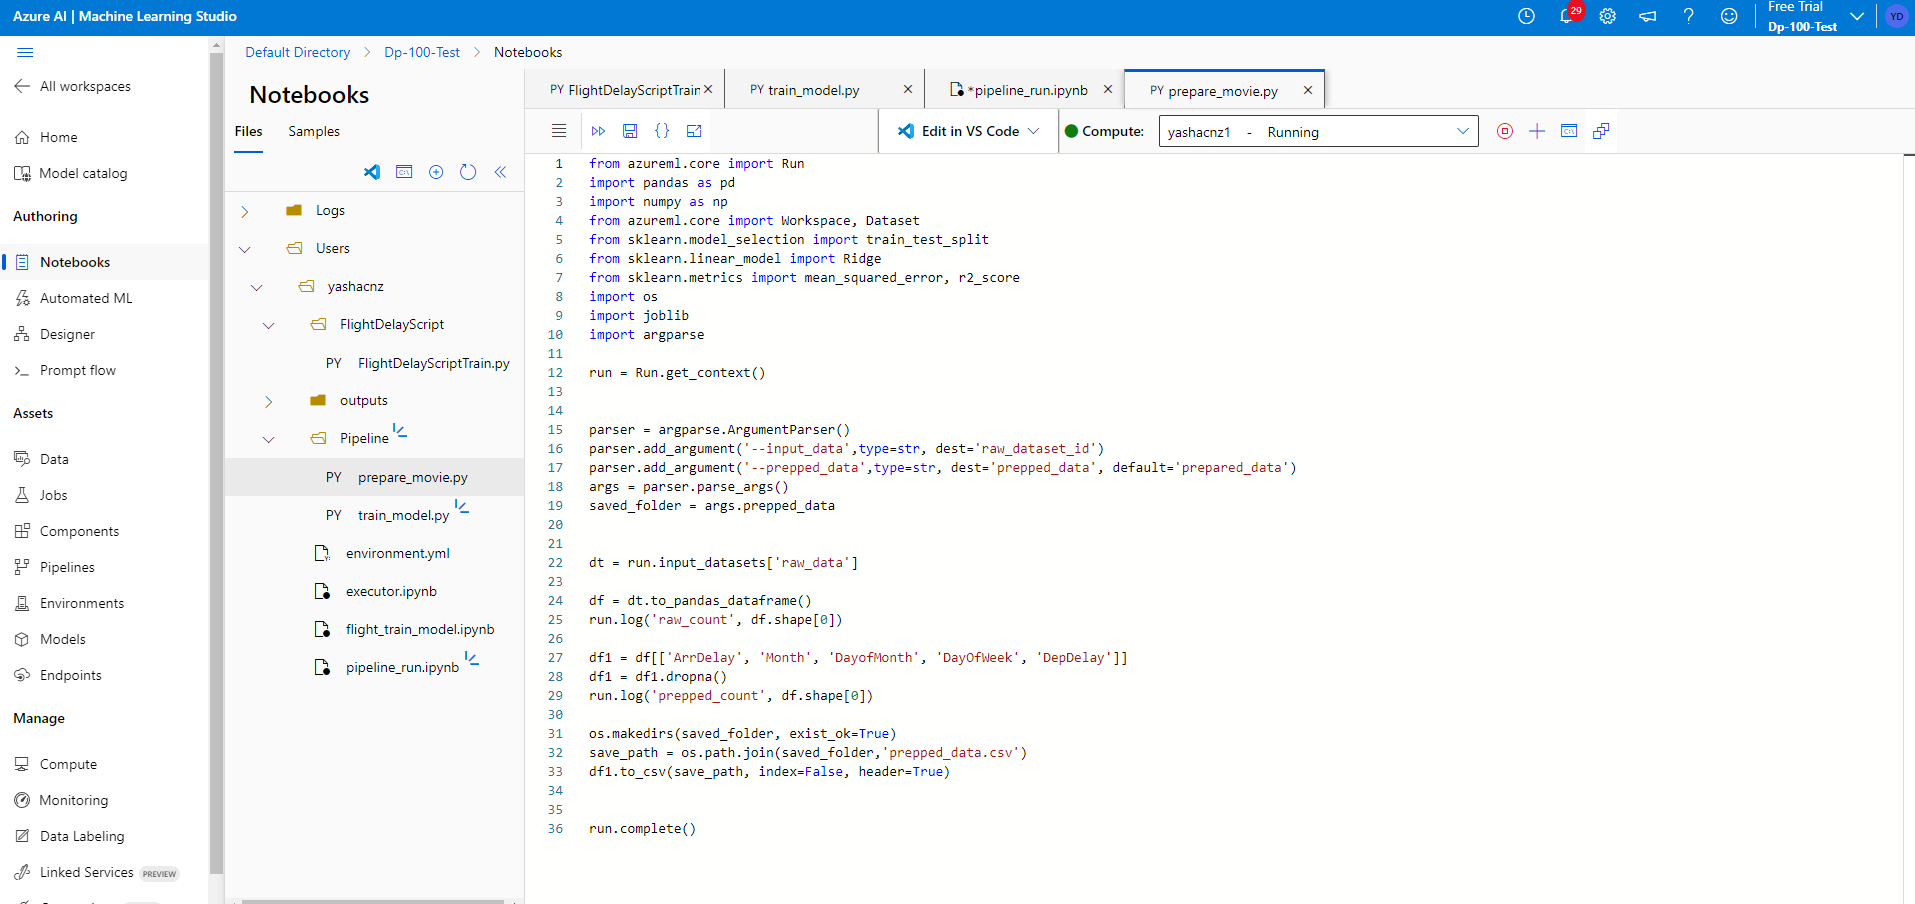 Azure AI | Machine Learning Studio
29
Free Trial
Dp-100-Test
YD
All workspaces
Home
Model catalog
Authoring
Notebooks
Automated ML
Designer
Prompt flow
Assets
Data
Jobs
Components
Pipelines
Environments
Models
Endpoints
Manage
Compute
Monitoring
Data Labeling
Linked Services PREVIEW
Default Directory > Dp-100-Test > Notebooks
Notebooks
Files Samples
Logs
Users
yashacnz
FlightDelayScript
PY FlightDelayScriptTrain.py
outputs
Pipeline
PY prepare_movie.py
PY train_model.py
environment.yml
executor.ipynb
flight_train_model.ipynb
pipeline_run.ipynb
PY FlightDelayScriptTrain
PY train_model.py
*pipeline_run.ipynb
PY prepare_movie.py
Edit in VS Code
Compute: yashacnz1 - Running
1 from azureml.core import Run
2 import pandas as pd
3 import numpy as np
4 from azureml.core import Workspace, Dataset
5 from sklearn.model_selection import train_test_split
6 from sklearn.linear_model import Ridge
7 from sklearn.metrics import mean_squared_error, r2_score
8 import os
9 import joblib
10 import argparse
11
12 run = Run.get_context()
13
14
15 parser = argparse.ArgumentParser()
16 parser.add_argument('--input_data',type=str, dest='raw_dataset_id')
17 parser.add_argument('--prepped_data',type=str, dest='prepped_data', default='prepared_data')
18 args = parser.parse_args()
19 saved_folder = args.prepped_data
20
21
22 dt = run.input_datasets['raw_data']
23
24 df = dt.to_pandas_dataframe()
25 run.log('raw_count', df.shape[0])
26
27 df1 = df[['ArrDelay', 'Month', 'DayofMonth', 'DayOfWeek', 'DepDelay']]
28 df1 = df1.dropna()
29 run.log('prepped_count', df.shape[0])
30
31 os.makedirs(saved_folder, exist_ok=True)
32 save_path = os.path.join(saved_folder,'prepped_data.csv')
33 df1.to_csv(save_path, index=False, header=True)
34
35
36 run.complete()